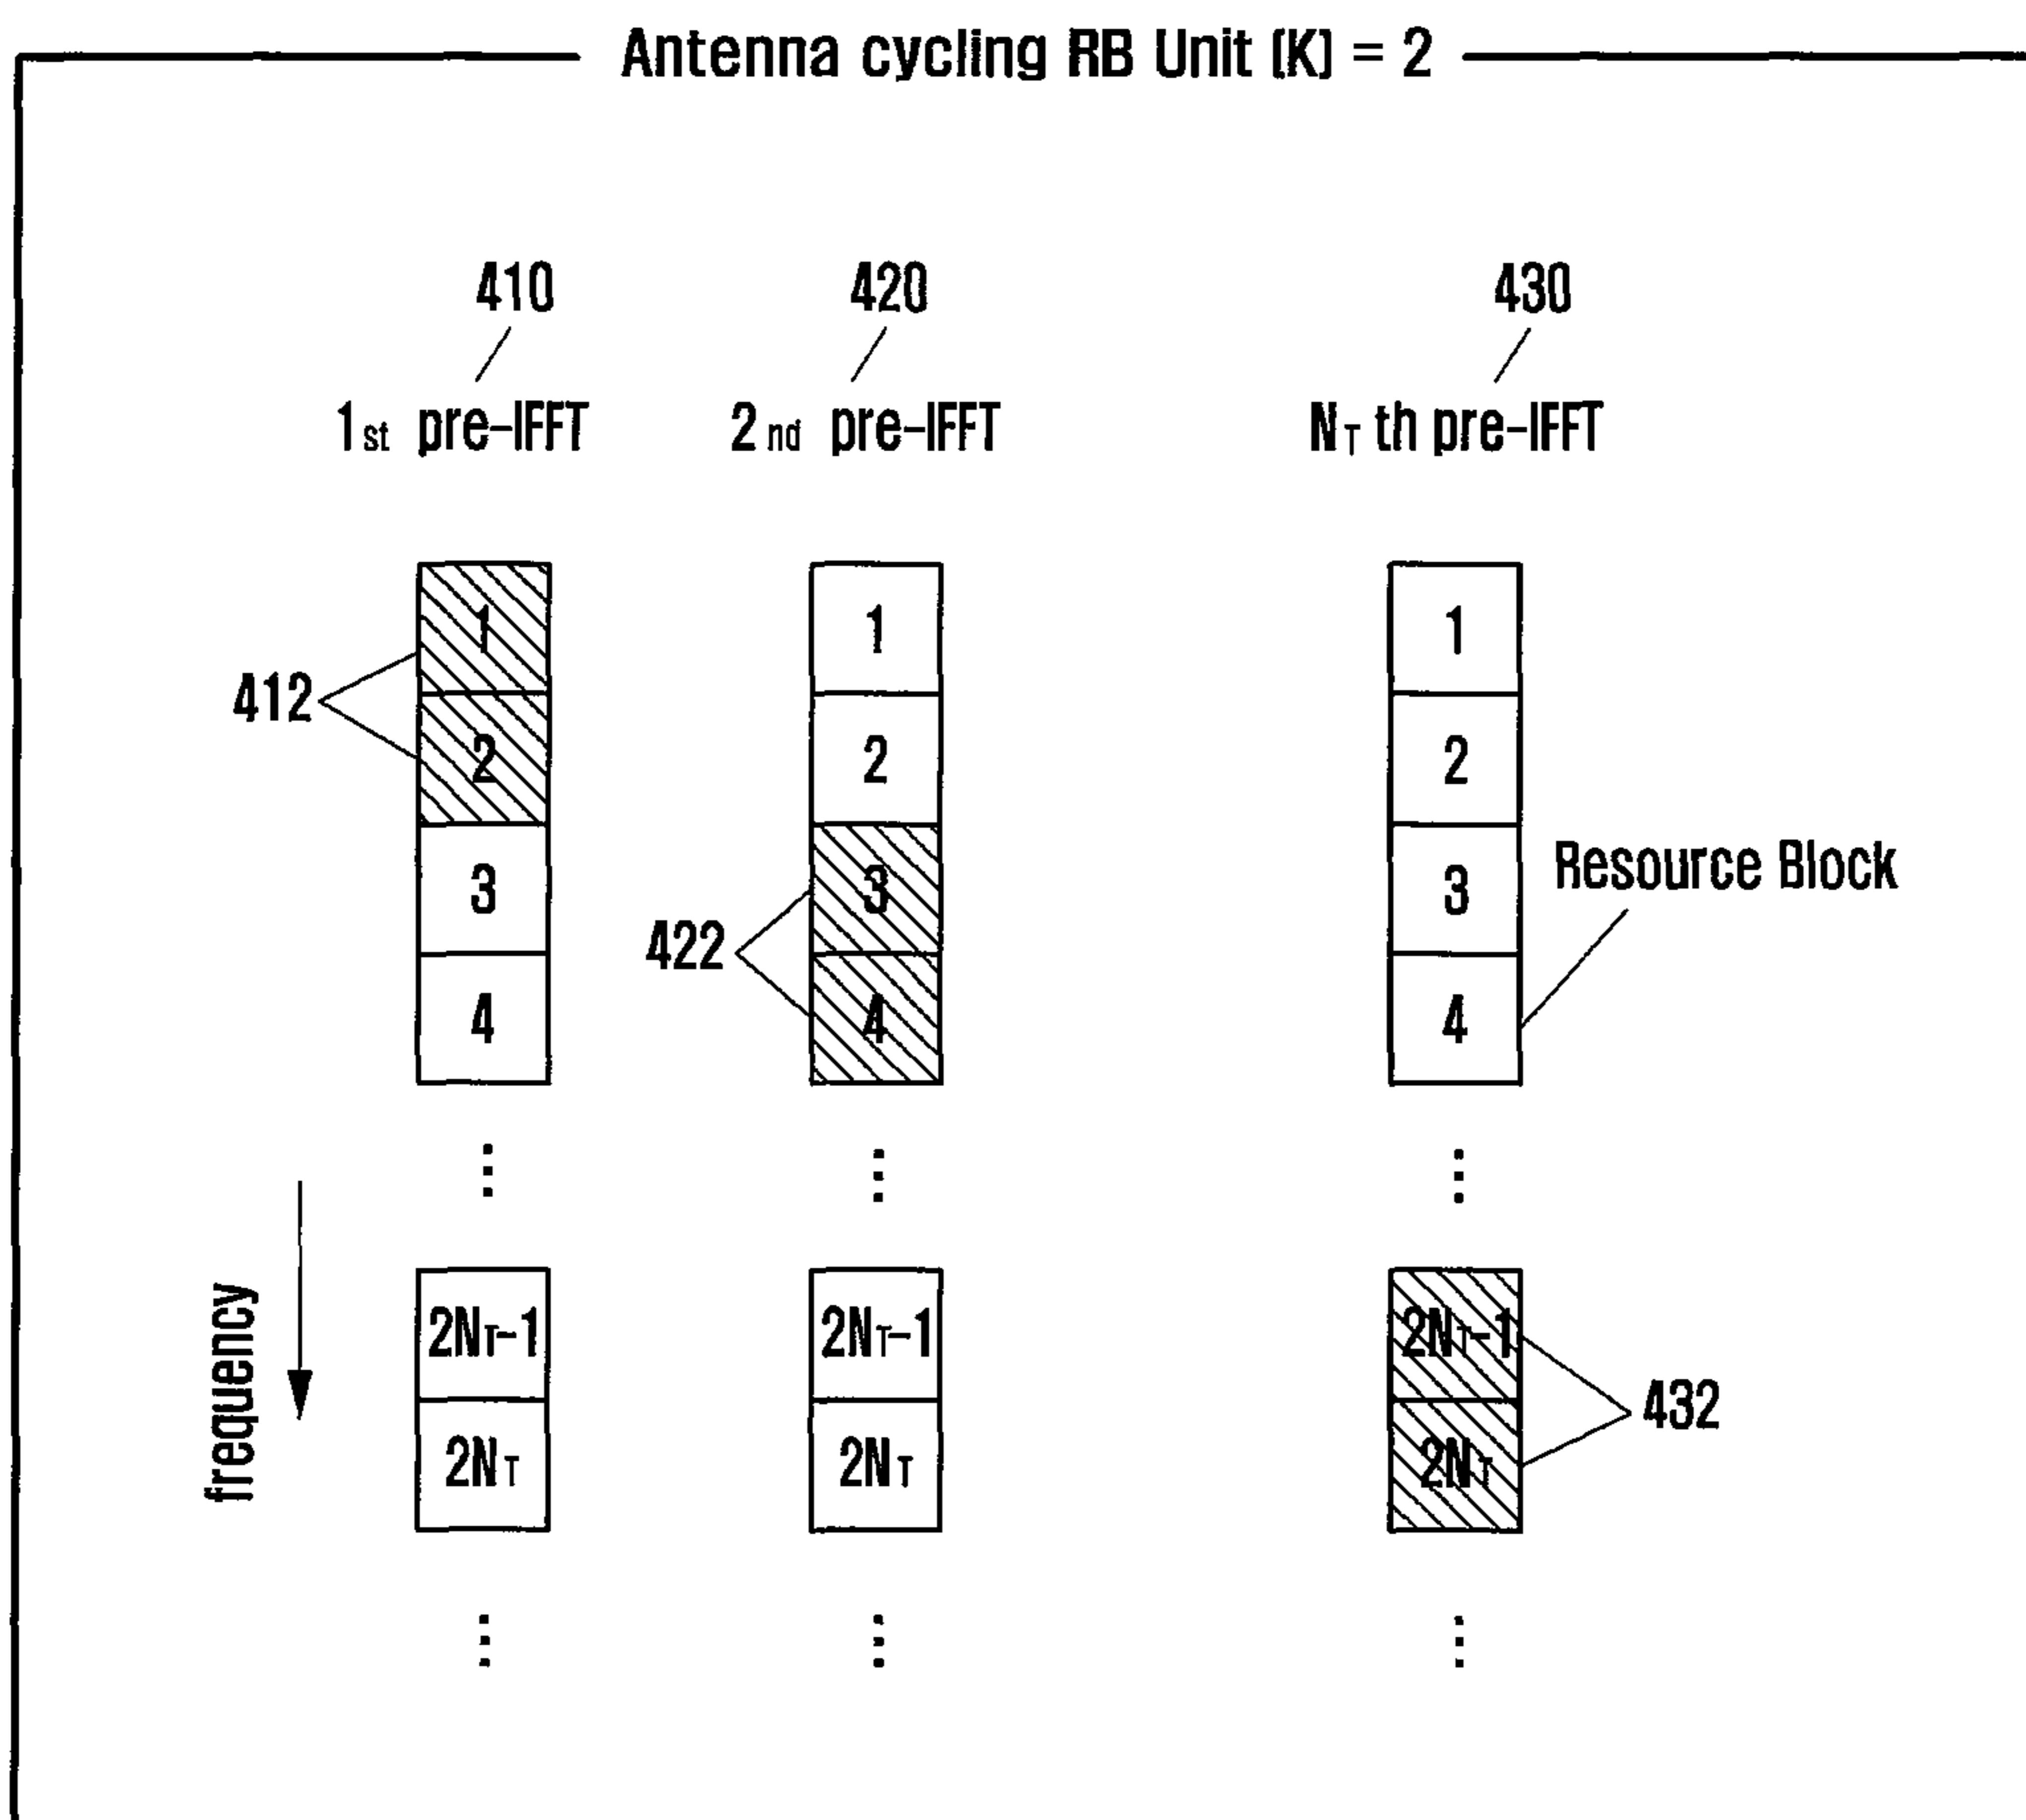 Antenna cycling RB Unit (K) = 2
410 420 430
1st pre-IFFT 2nd pre-IFFT NT th pre-IFFT
1 1 1
412
2 2 2
3 3 3
Resource Block
422
4 4 4
frequency
2NT-1 2NT-1 2NT-1
432
2NT 2NT 2NT